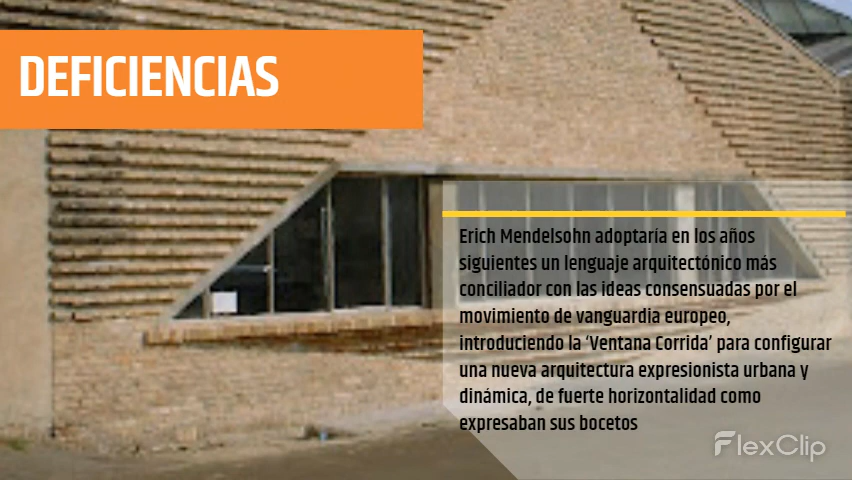 DEFICIENCIAS
Erich Mendelsohn adoptaría en los años
siguientes un lenguaje arquitectónico más
conciliador con las ideas consensuadas por el
movimiento de vanguardia europeo,
introduciendo la ‘Ventana Corrida’ para configurar
una nueva arquitectura expresionista urbana y
dinámica, de fuerte horizontalidad como
expresaban sus bocetos
FlexClip